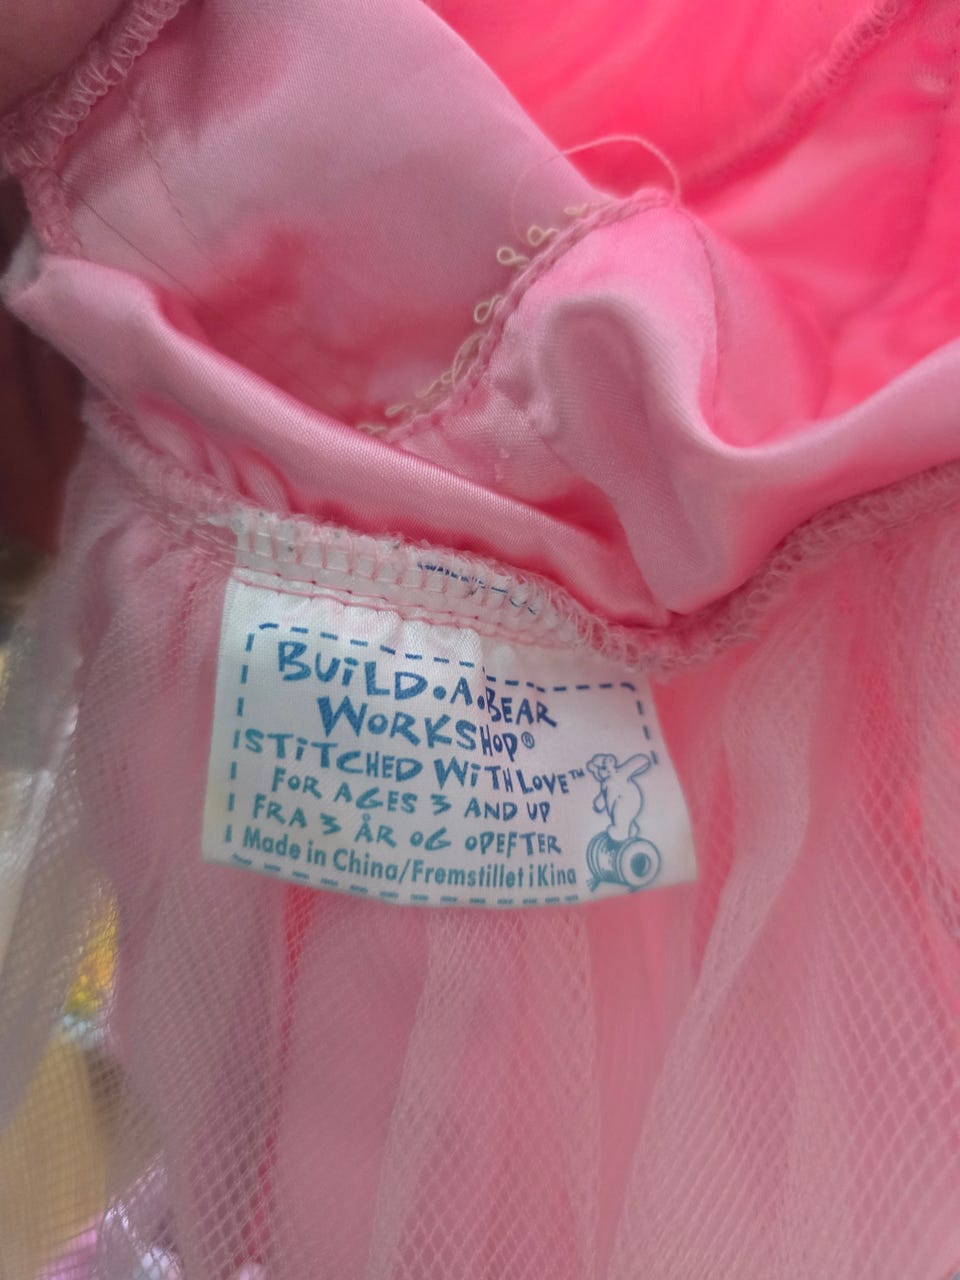 BUiLD•A•BEAR
WORKSHOP®
STiTCHED WiTH LOVE™
FOR AGES 3 AND UP
FRA 3 ÅR OG OPEFTER
Made in China/Fremstillet i Kina